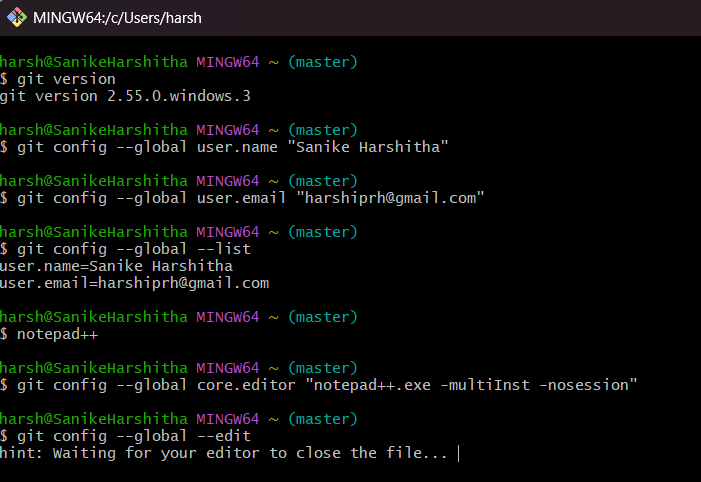 MINGW64:/c/Users/harsh
harsh@SanikeHarshitha MINGW64 ~ (master)
$ git version
git version 2.55.0.windows.3
harsh@SanikeHarshitha MINGW64 ~ (master)
$ git config --global user.name "Sanike Harshitha"
harsh@SanikeHarshitha MINGW64 ~ (master)
$ git config --global user.email "harshiprh@gmail.com"
harsh@SanikeHarshitha MINGW64 ~ (master)
$ git config --global --list
user.name=Sanike Harshitha
user.email=harshiprh@gmail.com
harsh@SanikeHarshitha MINGW64 ~ (master)
$ notepad++
harsh@SanikeHarshitha MINGW64 ~ (master)
$ git config --global core.editor "notepad++.exe -multiInst -nosession"
harsh@SanikeHarshitha MINGW64 ~ (master)
$ git config --global --edit
hint: Waiting for your editor to close the file...